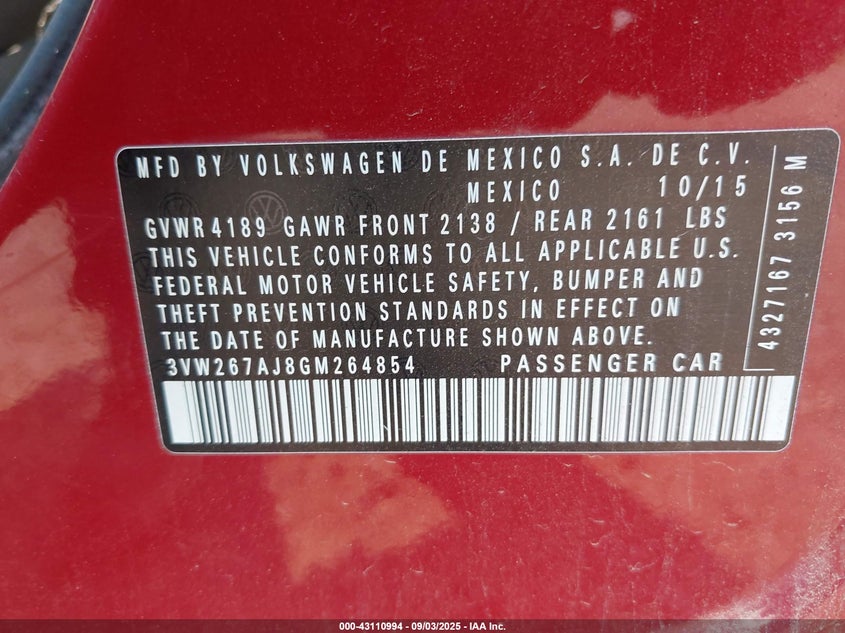 MFD BY VOLKSWAGEN DE MEXICO S.A. DE C.V.
MEXICO 10/15
GVWR 4189 GAWR FRONT 2138 / REAR 2161 LBS
THIS VEHICLE CONFORMS TO ALL APPLICABLE U.S.
FEDERAL MOTOR VEHICLE SAFETY, BUMPER AND
THEFT PREVENTION STANDARDS IN EFFECT ON
THE DATE OF MANUFACTURE SHOWN ABOVE.
3VW267AJ8GM264854 PASSENGER CAR
4327167 3156 M
000-43110994 - 09/03/2025 - IAA Inc.